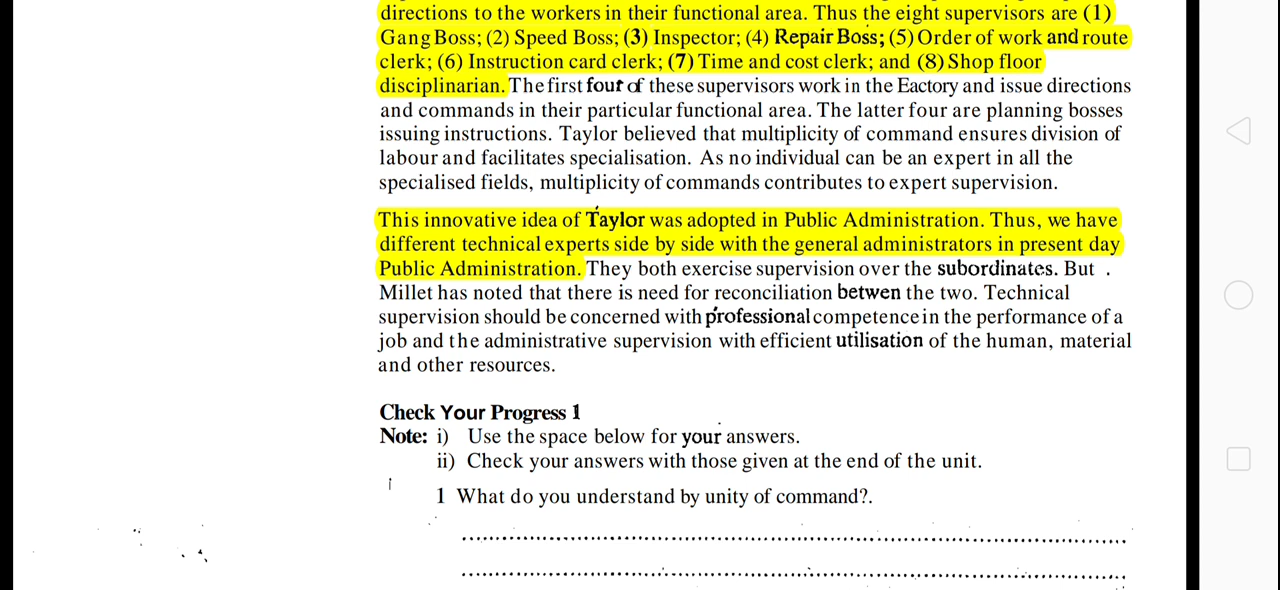 directions to the workers in their functional area. Thus the eight supervisors are (1)
Gang Boss; (2) Speed Boss; (3) Inspector; (4) Repair Boss; (5) Order of work and route
clerk; (6) Instruction card clerk; (7) Time and cost clerk; and (8) Shop floor
disciplinarian. The first four of these supervisors work in the Eactory and issue directions
and commands in their particular functional area. The latter four are planning bosses
issuing instructions. Taylor believed that multiplicity of command ensures division of
labour and facilitates specialisation. As no individual can be an expert in all the
specialised fields, multiplicity of commands contributes to expert supervision.
This innovative idea of Taylor was adopted in Public Administration. Thus, we have
different technical experts side by side with the general administrators in present day
Public Administration. They both exercise supervision over the subordinates. But .
Millet has noted that there is need for reconciliation betwen the two. Technical
supervision should be concerned with professional competence in the performance of a
job and the administrative supervision with efficient utilisation of the human, material
and other resources.
Check Your Progress 1
Note: i) Use the space below for your answers.
ii) Check your answers with those given at the end of the unit.
1 What do you understand by unity of command?.